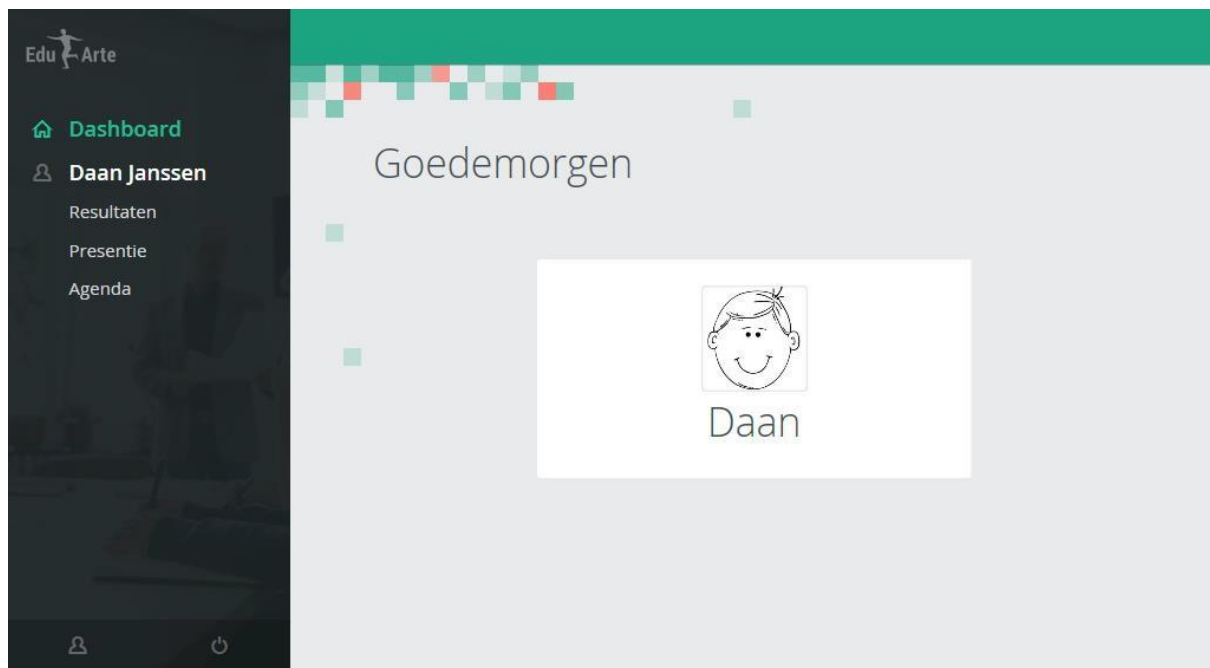 Edu Arte
Dashboard
Daan Janssen
Resultaten
Presentie
Agenda
Goedemorgen
Daan